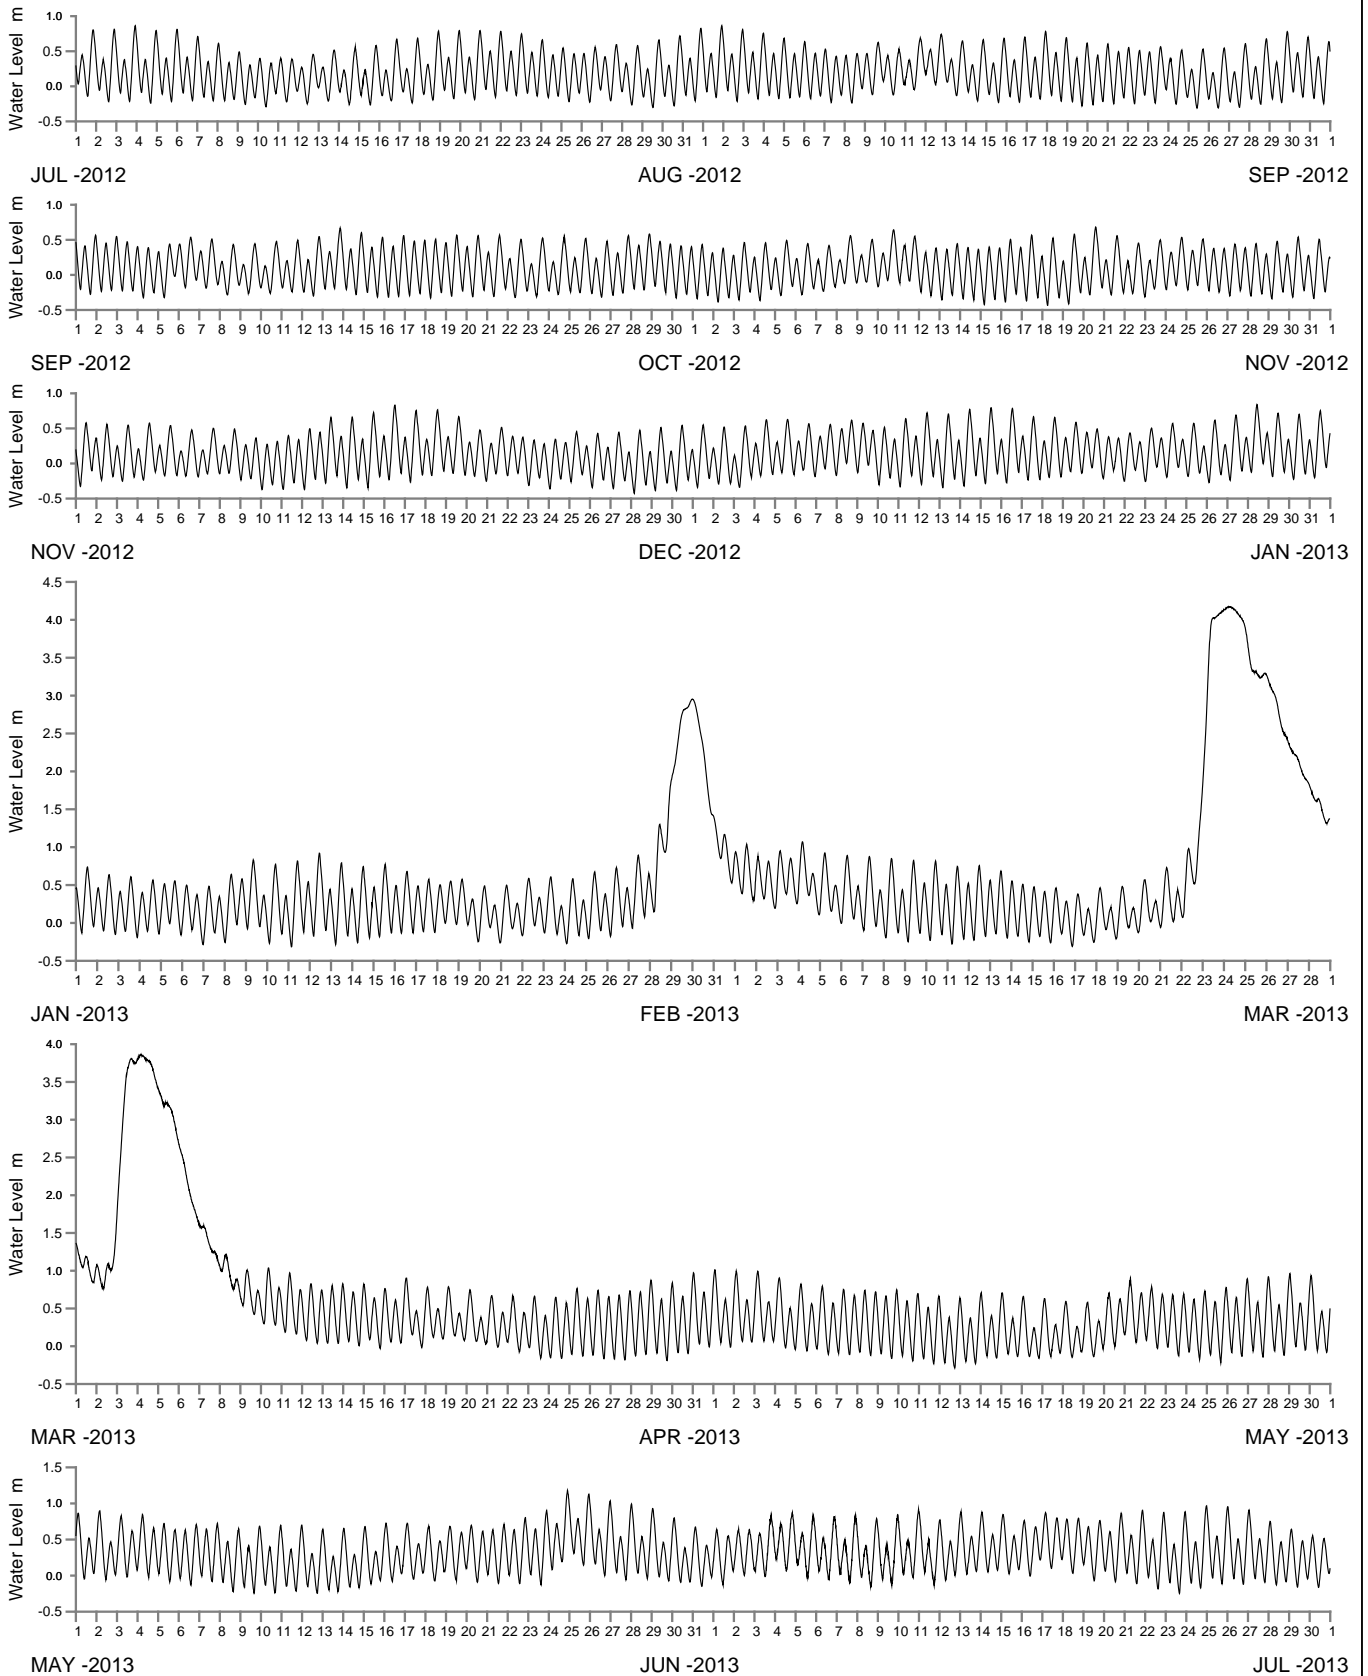 1.0
0.5
0.0
-0.5
Water Level m
1 2 3 4 5 6 7 8 9 10 11 12 13 14 15 16 17 18 19 20 21 22 23 24 25 26 27 28 29 30 31 1 2 3 4 5 6 7 8 9 10 11 12 13 14 15 16 17 18 19 20 21 22 23 24 25 26 27 28 29 30 31 1
JUL -2012 AUG -2012 SEP -2012
1.0
0.5
0.0
-0.5
Water Level m
1 2 3 4 5 6 7 8 9 10 11 12 13 14 15 16 17 18 19 20 21 22 23 24 25 26 27 28 29 30 1 2 3 4 5 6 7 8 9 10 11 12 13 14 15 16 17 18 19 20 21 22 23 24 25 26 27 28 29 30 31 1
SEP -2012 OCT -2012 NOV -2012
1.0
0.5
0.0
-0.5
Water Level m
1 2 3 4 5 6 7 8 9 10 11 12 13 14 15 16 17 18 19 20 21 22 23 24 25 26 27 28 29 30 1 2 3 4 5 6 7 8 9 10 11 12 13 14 15 16 17 18 19 20 21 22 23 24 25 26 27 28 29 30 31 1
NOV -2012 DEC -2012 JAN -2013
4.5
4.0
3.5
3.0
2.5
2.0
1.5
1.0
0.5
0.0
-0.5
Water Level m
1 2 3 4 5 6 7 8 9 10 11 12 13 14 15 16 17 18 19 20 21 22 23 24 25 26 27 28 29 30 31 1 2 3 4 5 6 7 8 9 10 11 12 13 14 15 16 17 18 19 20 21 22 23 24 25 26 27 28 1
JAN -2013 FEB -2013 MAR -2013
4.0
3.5
3.0
2.5
2.0
1.5
1.0
0.5
0.0
-0.5
Water Level m
1 2 3 4 5 6 7 8 9 10 11 12 13 14 15 16 17 18 19 20 21 22 23 24 25 26 27 28 29 30 31 1 2 3 4 5 6 7 8 9 10 11 12 13 14 15 16 17 18 19 20 21 22 23 24 25 26 27 28 29 30 1
MAR -2013 APR -2013 MAY -2013
1.5
1.0
0.5
0.0
-0.5
Water Level m
1 2 3 4 5 6 7 8 9 10 11 12 13 14 15 16 17 18 19 20 21 22 23 24 25 26 27 28 29 30 31 1 2 3 4 5 6 7 8 9 10 11 12 13 14 15 16 17 18 19 20 21 22 23 24 25 26 27 28 29 30 1
MAY -2013 JUN -2013 JUL -2013